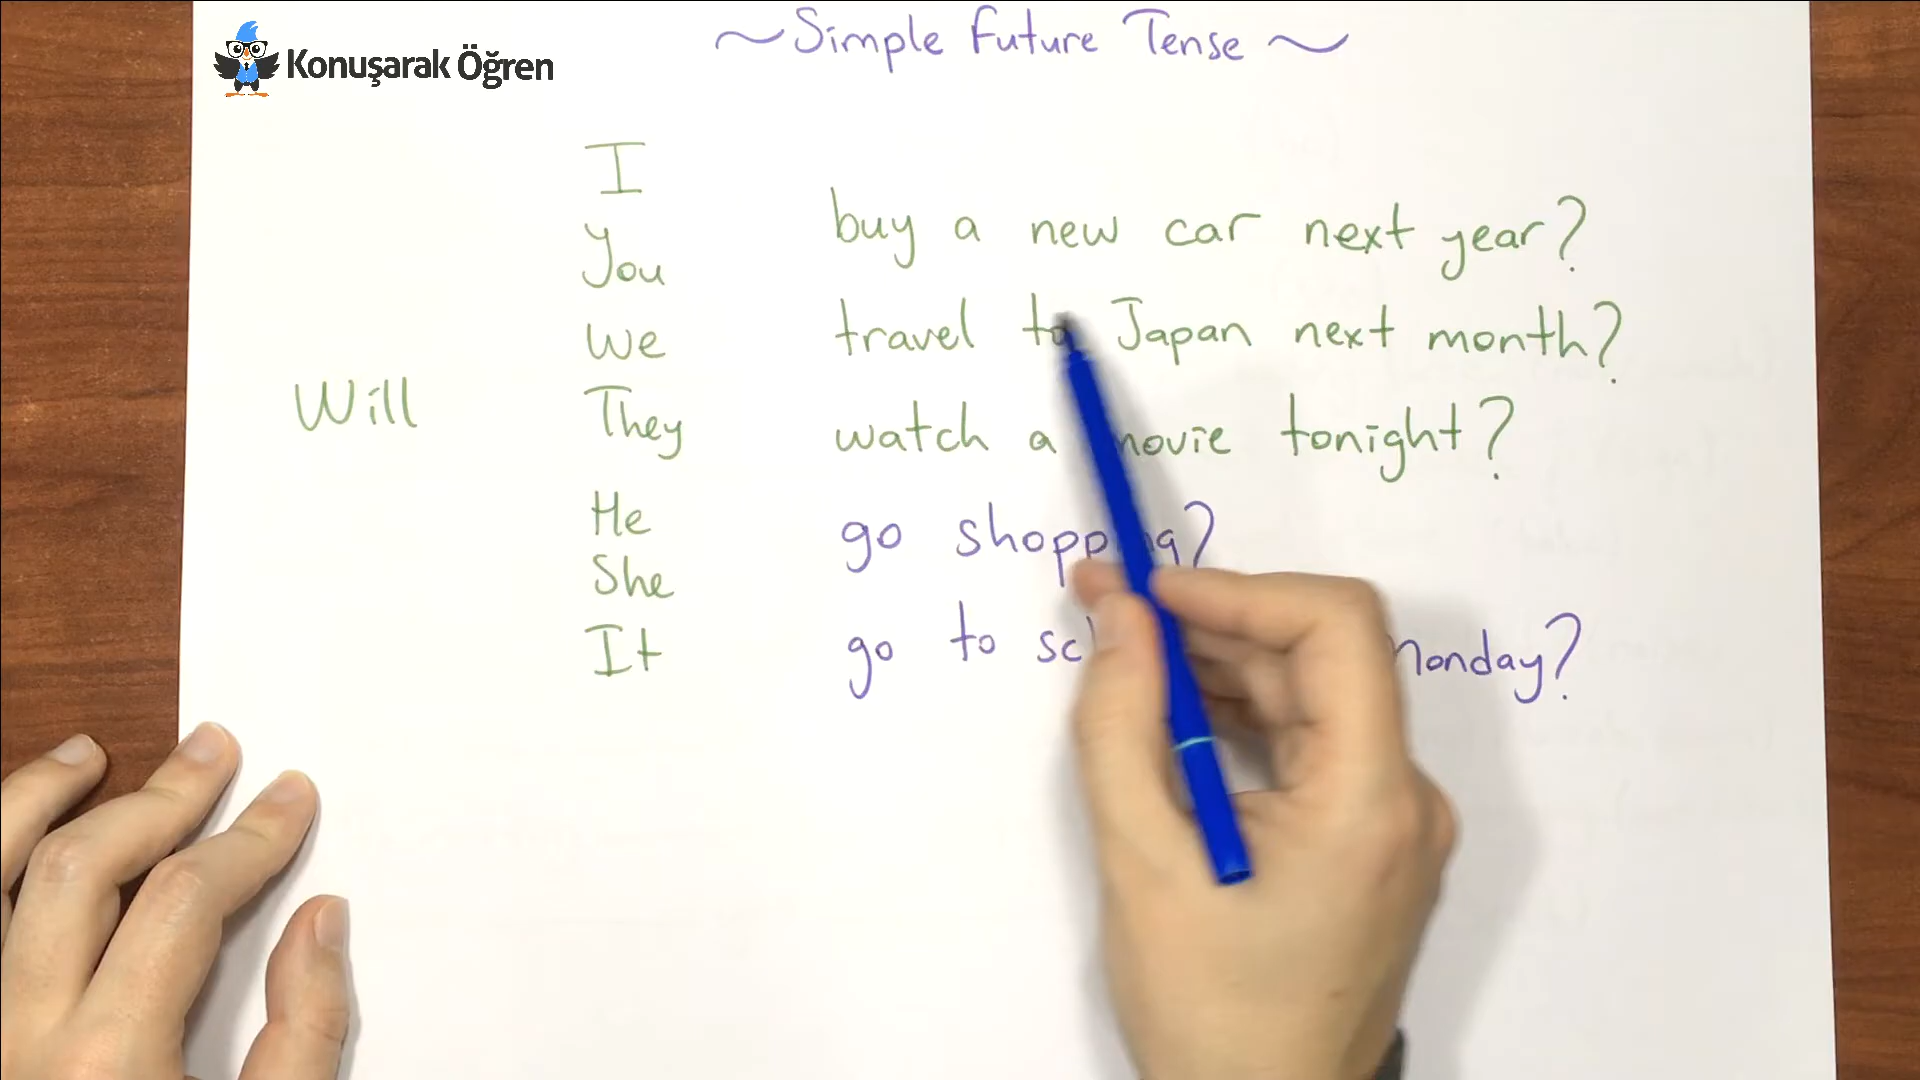 ~Simple Future Tense~
Konuşarak Öğren
I
You
We
They
He
She
It
Will
buy a new car next year?
travel to Japan next month?
watch a movie tonight?
go shopping?
go to